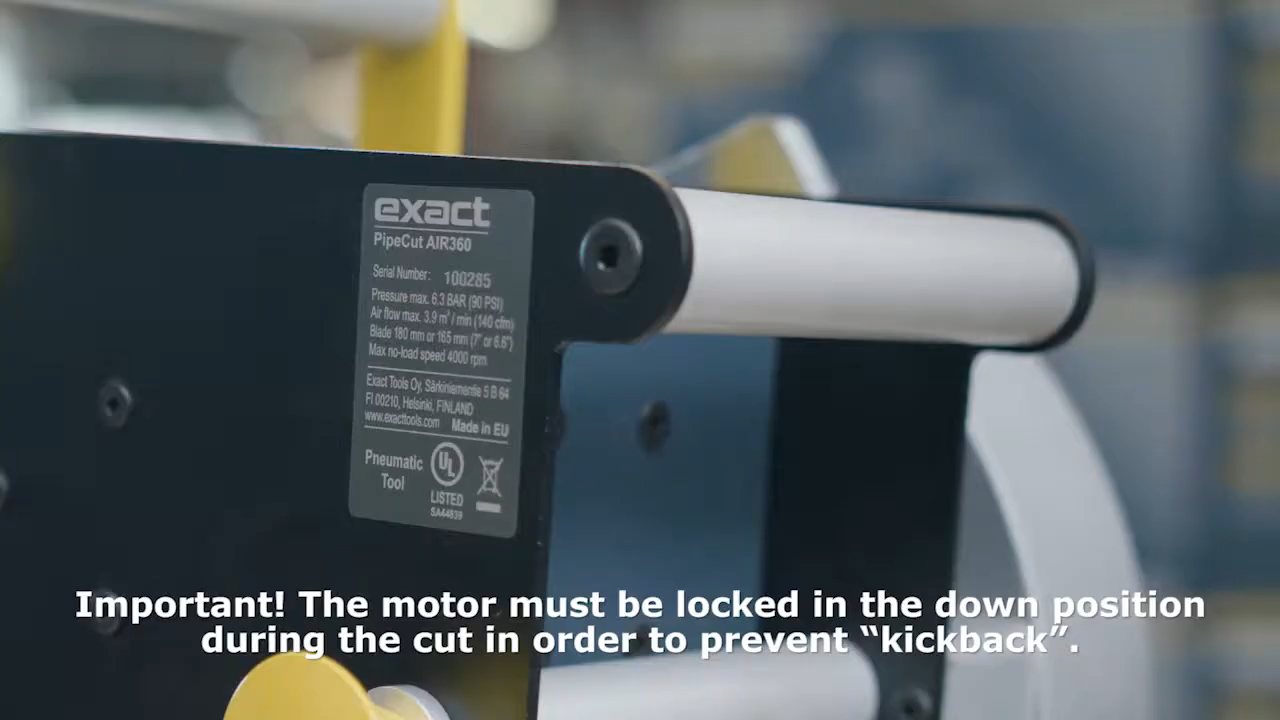 exact
PipeCut AIR360
Serial Number: 100285
Pressure max. 6.3 BAR (90 PSI)
Air flow max. 3.9 m³ / min (140 cfm)
Blade 180 mm or 165 mm (7" or 6.6")
Max no-load speed 4000 rpm
Exact Tools Oy, Särkiniementie 5 B 64
FI 00210, Helsinki, FINLAND
www.exacttools.com Made in EU
Pneumatic
Tool
UL
LISTED
SA44839
Important! The motor must be locked in the down position
during the cut in order to prevent “kickback”.